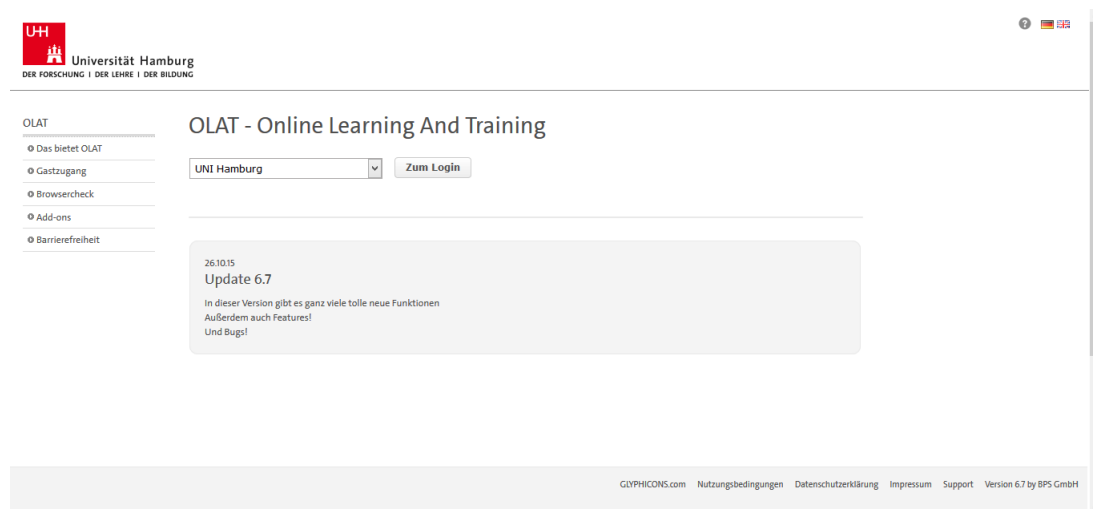 UH
Universität Hamburg
DER FORSCHUNG I DER LEHRE I DER BILDUNG
?
OLAT
Das bietet OLAT
Gastzugang
Browsercheck
Add-ons
Barrierefreiheit
OLAT - Online Learning And Training
UNI Hamburg
Zum Login
26.10.15
Update 6.7
In dieser Version gibt es ganz viele tolle neue Funktionen
Außerdem auch Features!
Und Bugs!
GLYPHICONS.com Nutzungsbedingungen Datenschutzerklärung Impressum Support Version 6.7 by BPS GmbH